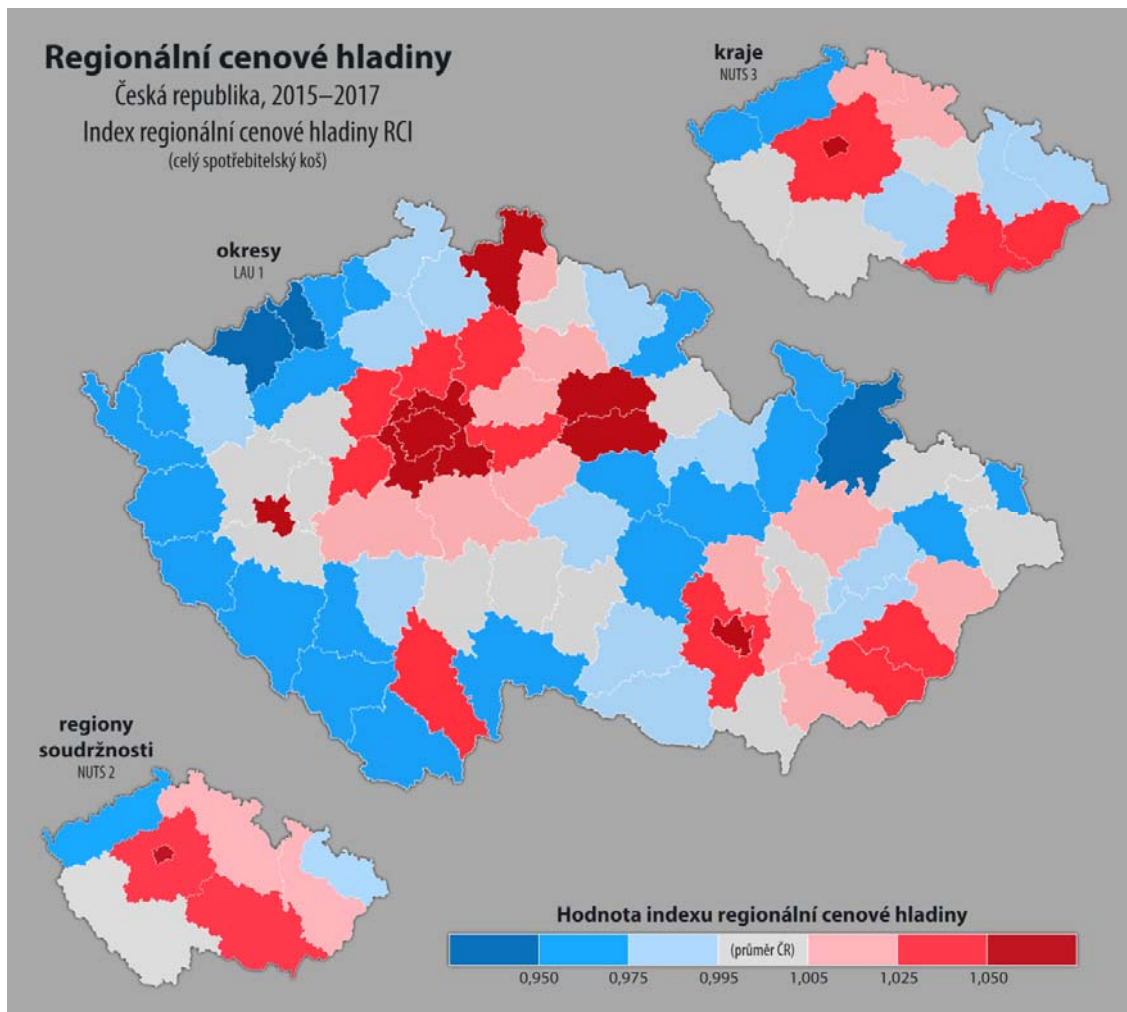 Regionální cenové hladiny
Česká republika, 2015–2017
Index regionální cenové hladiny RCI
(celý spotřebitelský koš)
kraje
NUTS 3
okresy
LAU 1
regiony
soudržnosti
NUTS 2
Hodnota indexu regionální cenové hladiny
(průměr ČR)
0,950 0,975 0,995 1,005 1,025 1,050